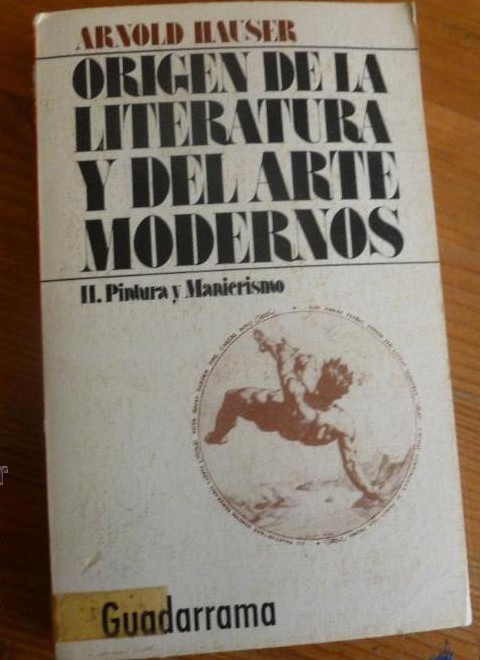 ARNOLD HAUSER
ORIGEN DE LA
LITERATURA
Y DEL ARTE
MODERNOS
II. Pintura y Manierismo
Guadarrama